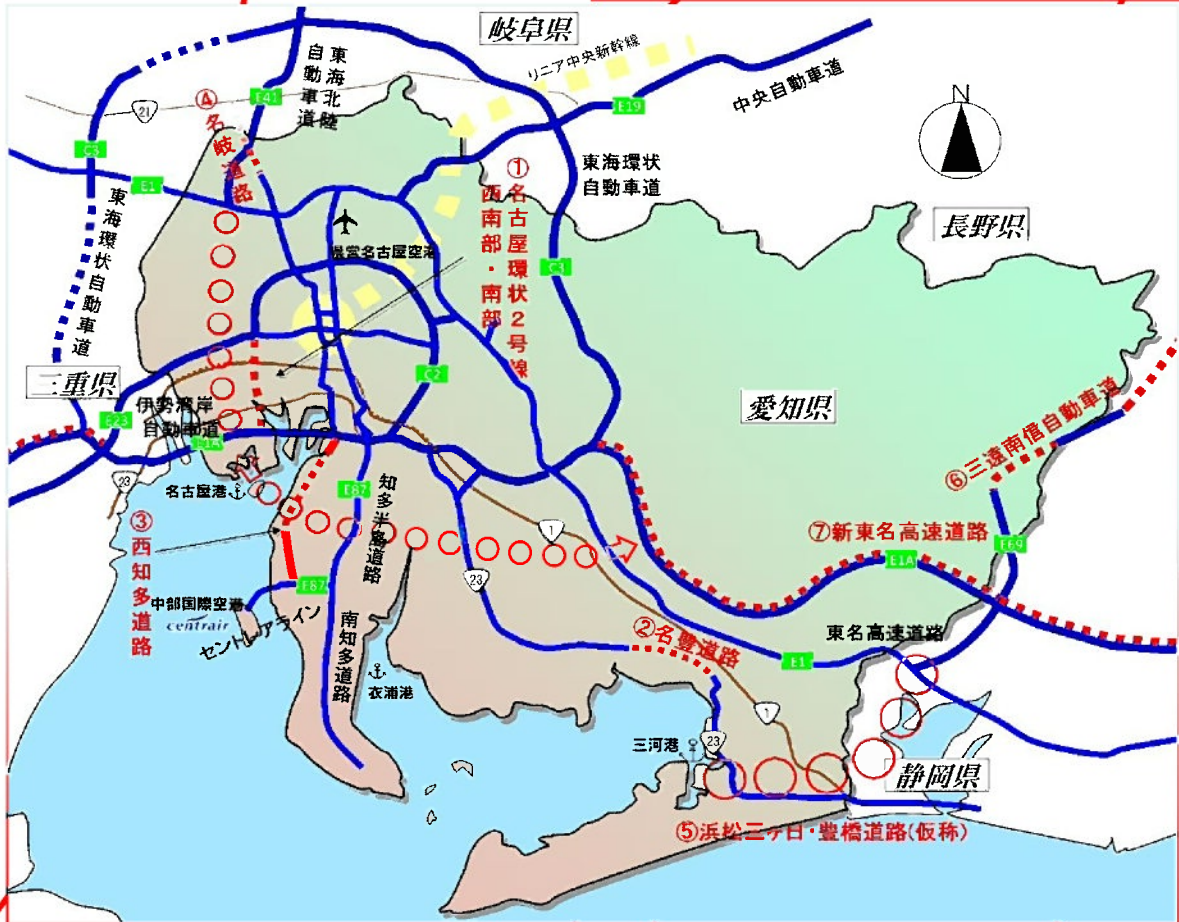 岐阜県
リニア中央新幹線
中央自動車道
E19
N
東海北陸
自動車道
E41
21
④名岐道路
C3
E1
東海環状自動車道
①名古屋環状2号線
西南部・南部
東海環状
自動車道
長野県
県営名古屋空港
C3
三重県
C2
愛知県
伊勢湾岸
自動車道
E23
E1A
⑥三遠南信自動車道
23
名古屋港
E87
知多半島道路
1
⑦新東名高速道路
③西知多道路
E69
E1A
23
E87
中部国際空港
centrair
セントレアライン
南知多道路
②名豊道路
東名高速道路
E1
衣浦港
1
三河港
23
静岡県
⑤浜松三ヶ日・豊橋道路(仮称)